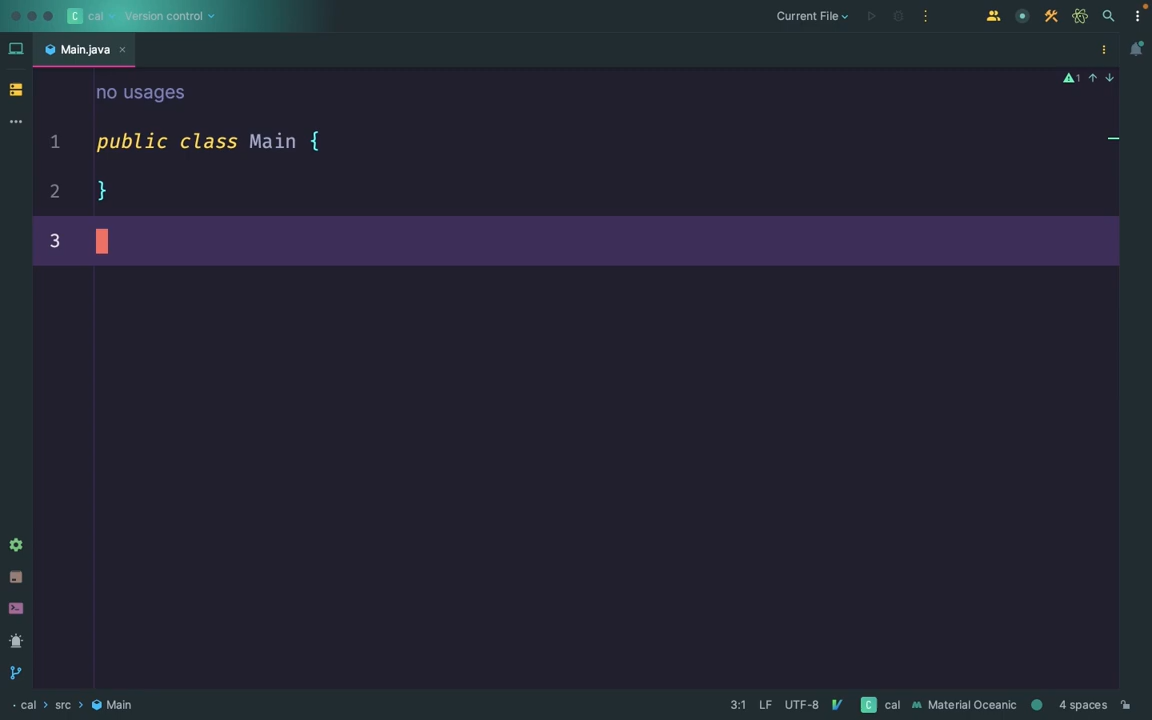 C cal Version control Current File
Main.java
1
no usages
1 public class Main {
2 }
3
cal > src > Main 3:1 LF UTF-8 C cal Material Oceanic 4 spaces